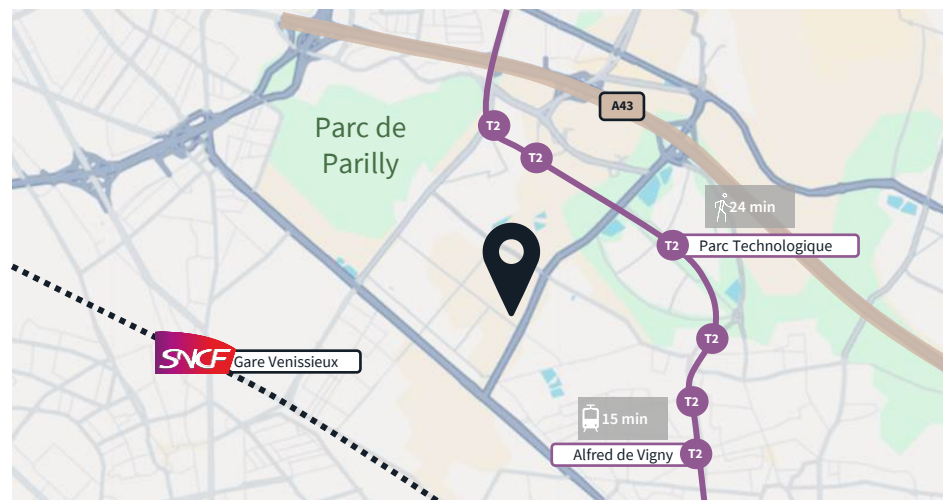 A43
Parc de
Parilly
T2
T2
24 min
T2 Parc Technologique
T2
SNCF Gare Venissieux
T2
15 min
Alfred de Vigny T2